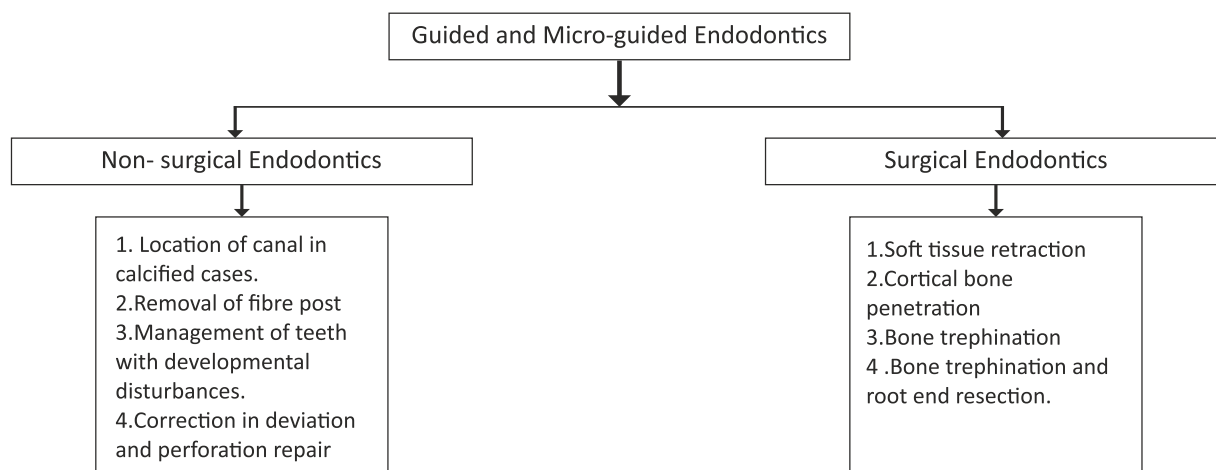 Guided and Micro-guided Endodontics
Non- surgical Endodontics
Surgical Endodontics
1. Location of canal in
calcified cases.
2.Removal of fibre post
3.Management of teeth
with developmental
disturbances.
4.Correction in deviation
and perforation repair
1.Soft tissue retraction
2.Cortical bone
penetration
3.Bone trephination
4 .Bone trephination and
root end resection.